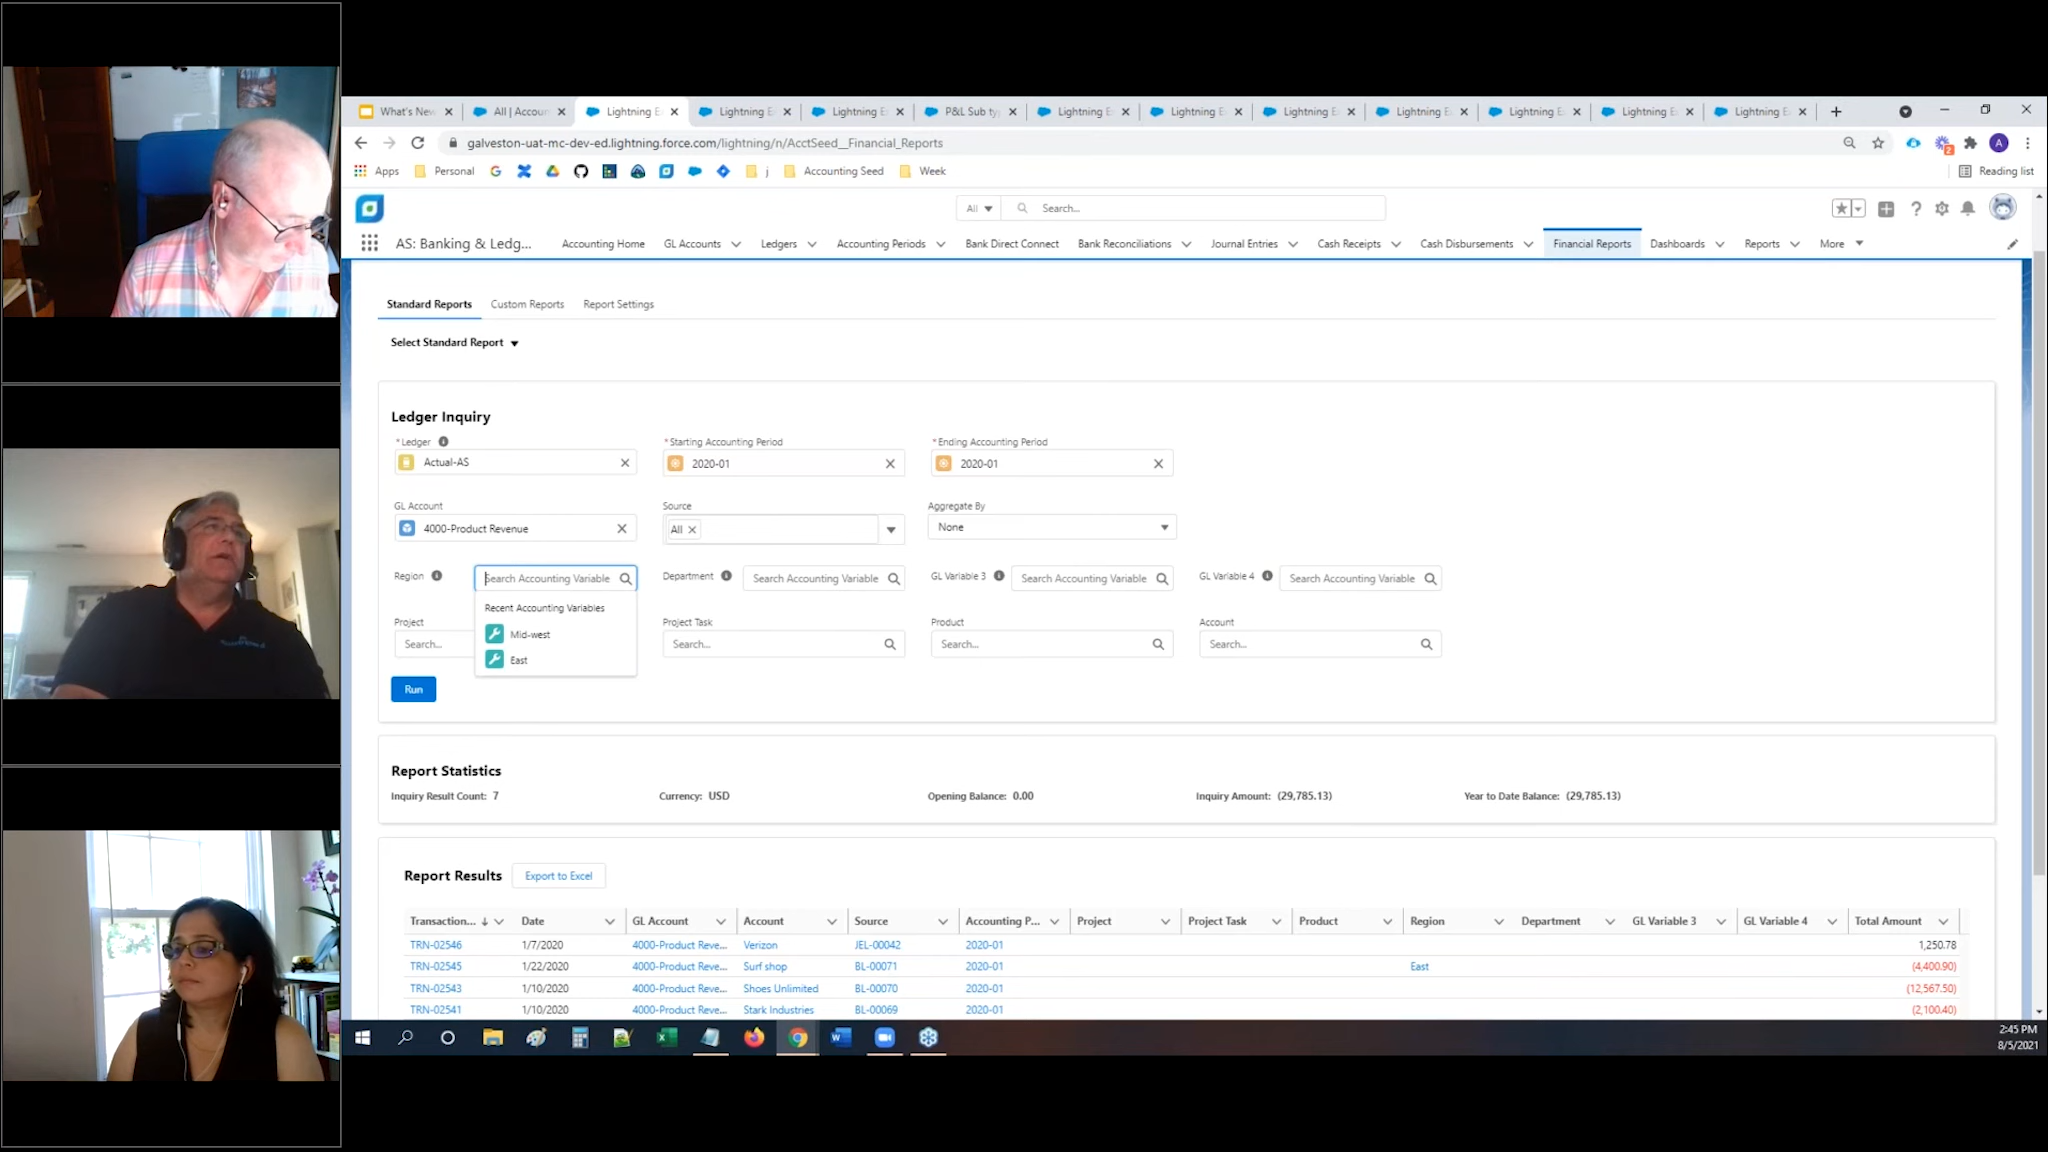 What's New
All | Accoun
Lightning E
Lightning E
Lightning E
P&L Sub ty
Lightning E
Lightning E
Lightning E
Lightning E
Lightning E
Lightning E
Lightning E
galveston-uat-mc-dev-ed.lightning.force.com/lightning/n/AcctSeed__Financial_Reports
A
Apps Personal j Accounting Seed Week Reading list
All Search...
AS: Banking & Ledg... Accounting Home GL Accounts Ledgers Accounting Periods Bank Direct Connect Bank Reconciliations Journal Entries Cash Receipts Cash Disbursements Financial Reports Dashboards Reports More
Standard Reports Custom Reports Report Settings
Select Standard Report
Ledger Inquiry
* Ledger * Starting Accounting Period * Ending Accounting Period
Actual-AS 2020-01 2020-01
GL Account Source Aggregate By
4000-Product Revenue All None
Region Search Accounting Variable Department Search Accounting Variable GL Variable 3 Search Accounting Variable GL Variable 4 Search Accounting Variable
Recent Accounting Variables
Mid-west
East
Project Project Task Product Account
Search... Search... Search... Search...
Run
Report Statistics
Inquiry Result Count: 7 Currency: USD Opening Balance: 0.00 Inquiry Amount: (29,785.13) Year to Date Balance: (29,785.13)
Report Results Export to Excel
Transaction... Date GL Account Account Source Accounting P... Project Project Task Product Region Department GL Variable 3 GL Variable 4 Total Amount
TRN-02546 1/7/2020 4000-Product Reve... Verizon JEL-00042 2020-01 1,250.78
TRN-02545 1/22/2020 4000-Product Reve... Surf shop BL-00071 2020-01 East (4,400.90)
TRN-02543 1/10/2020 4000-Product Reve... Shoes Unlimited BL-00070 2020-01 (12,567.50)
TRN-02541 1/10/2020 4000-Product Reve... Stark Industries BL-00069 2020-01 (2,100.40)
2:45 PM
8/5/2021